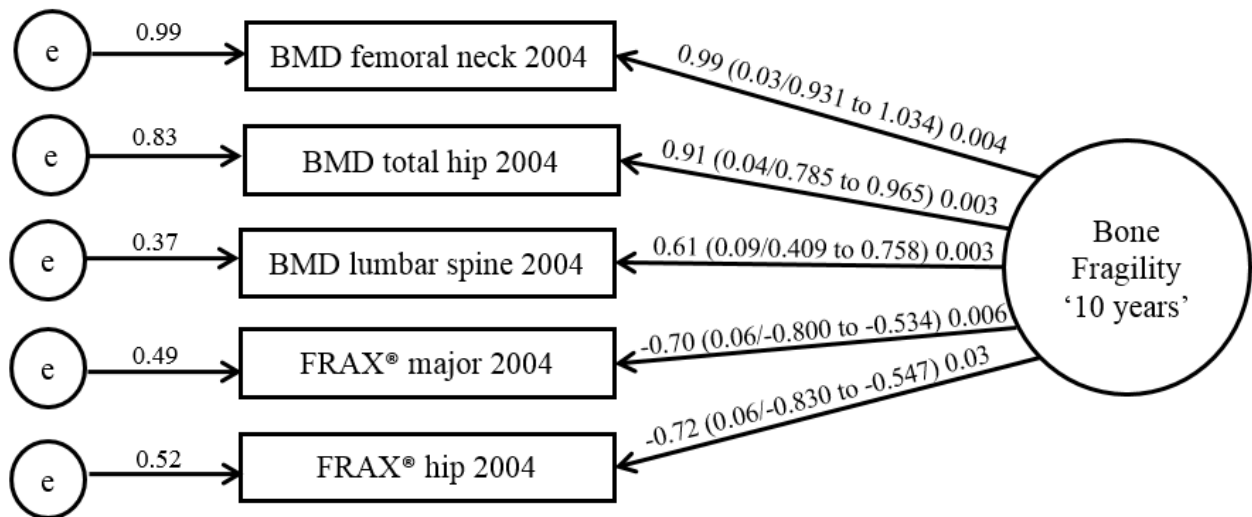 e
0.99
BMD femoral neck 2004
0.99 (0.03/0.931 to 1.034) 0.004
e
0.83
BMD total hip 2004
0.91 (0.04/0.785 to 0.965) 0.003
e
0.37
BMD lumbar spine 2004
0.61 (0.09/0.409 to 0.758) 0.003
e
0.49
FRAX® major 2004
-0.70 (0.06/-0.800 to -0.534) 0.006
e
0.52
FRAX® hip 2004
-0.72 (0.06/-0.830 to -0.547) 0.03
Bone
Fragility
‘10 years’